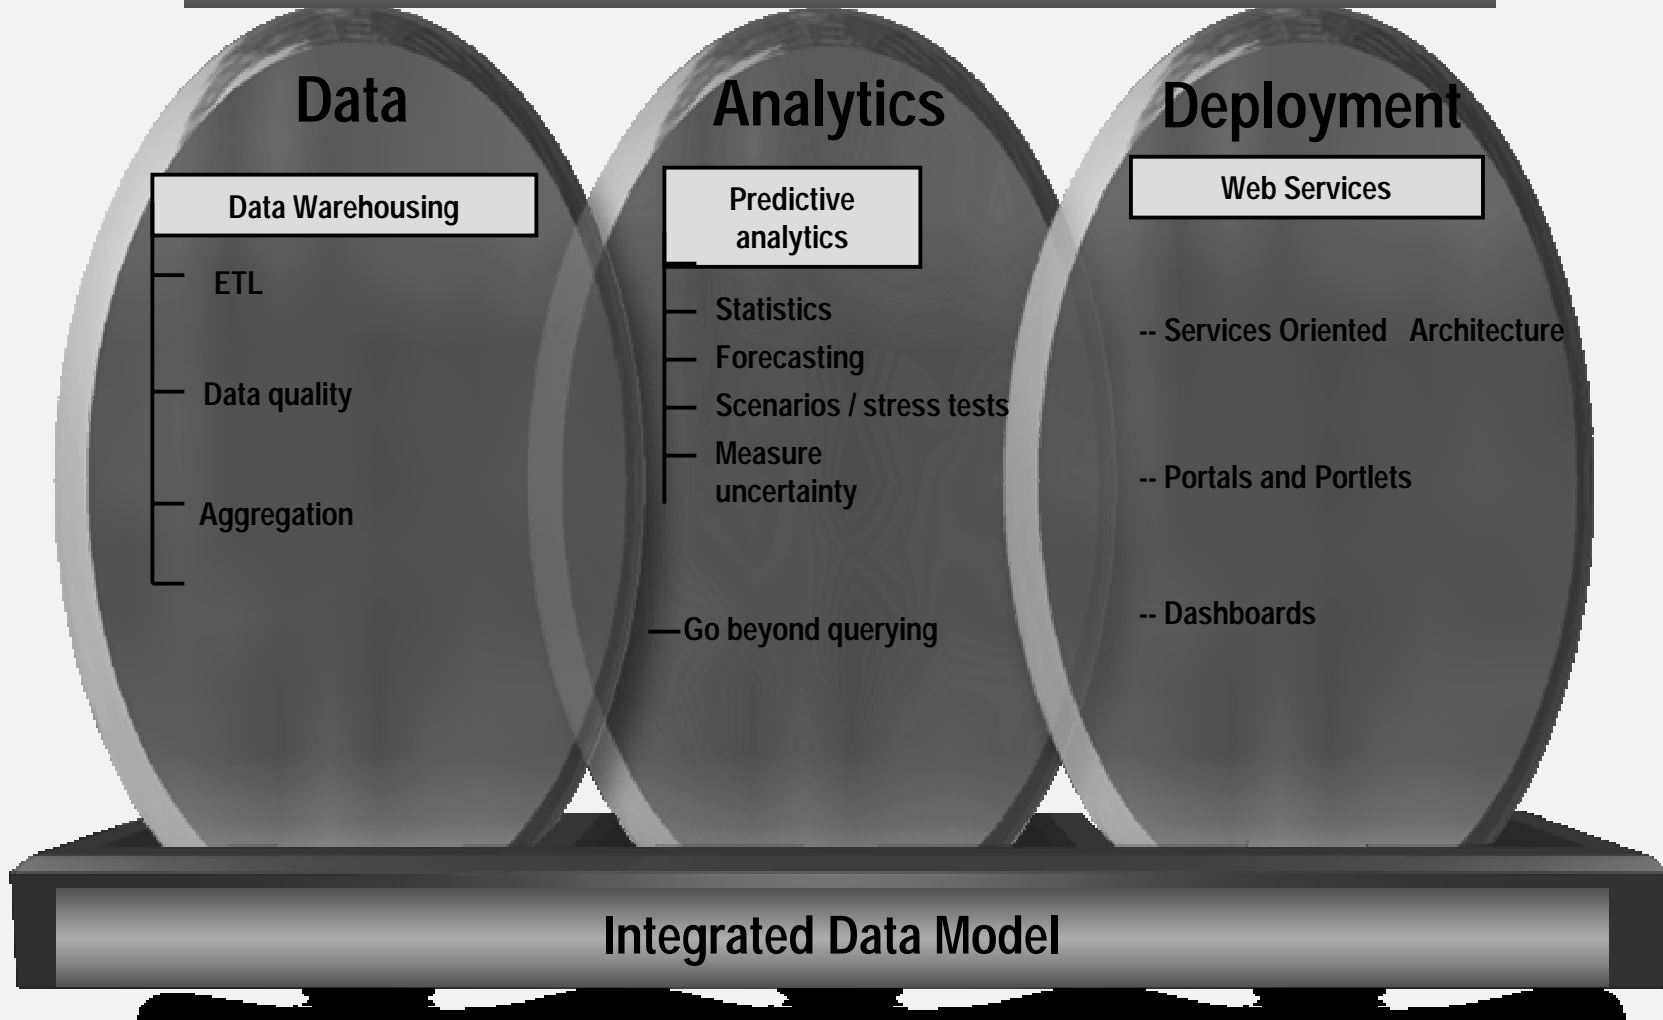 Data
Data Warehousing
ETL
Data quality
Aggregation
Analytics
Predictive
analytics
Statistics
Forecasting
Scenarios / stress tests
Measure
uncertainty
Go beyond querying
Deployment
Web Services
-- Services Oriented Architecture
-- Portals and Portlets
-- Dashboards
Integrated Data Model